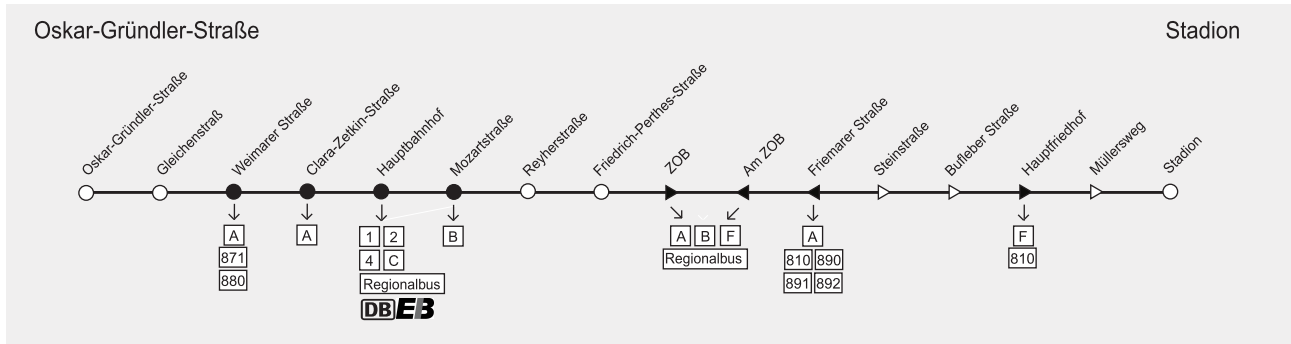 Oskar-Gründler-Straße
Stadion
Oskar-Gründler-Straße
Gleichenstraß
Weimarer Straße
Clara-Zetkin-Straße
Hauptbahnhof
Mozartstraße
Reyherstraße
Friedrich-Perthes-Straße
ZOB
Am ZOB
Friemarer Straße
Steinstraße
Bufleber Straße
Hauptfriedhof
Müllersweg
Stadion
A
871
880
A
1 2
4 C
Regionalbus
DB EB
B
A B F
Regionalbus
A
810 890
891 892
F
810